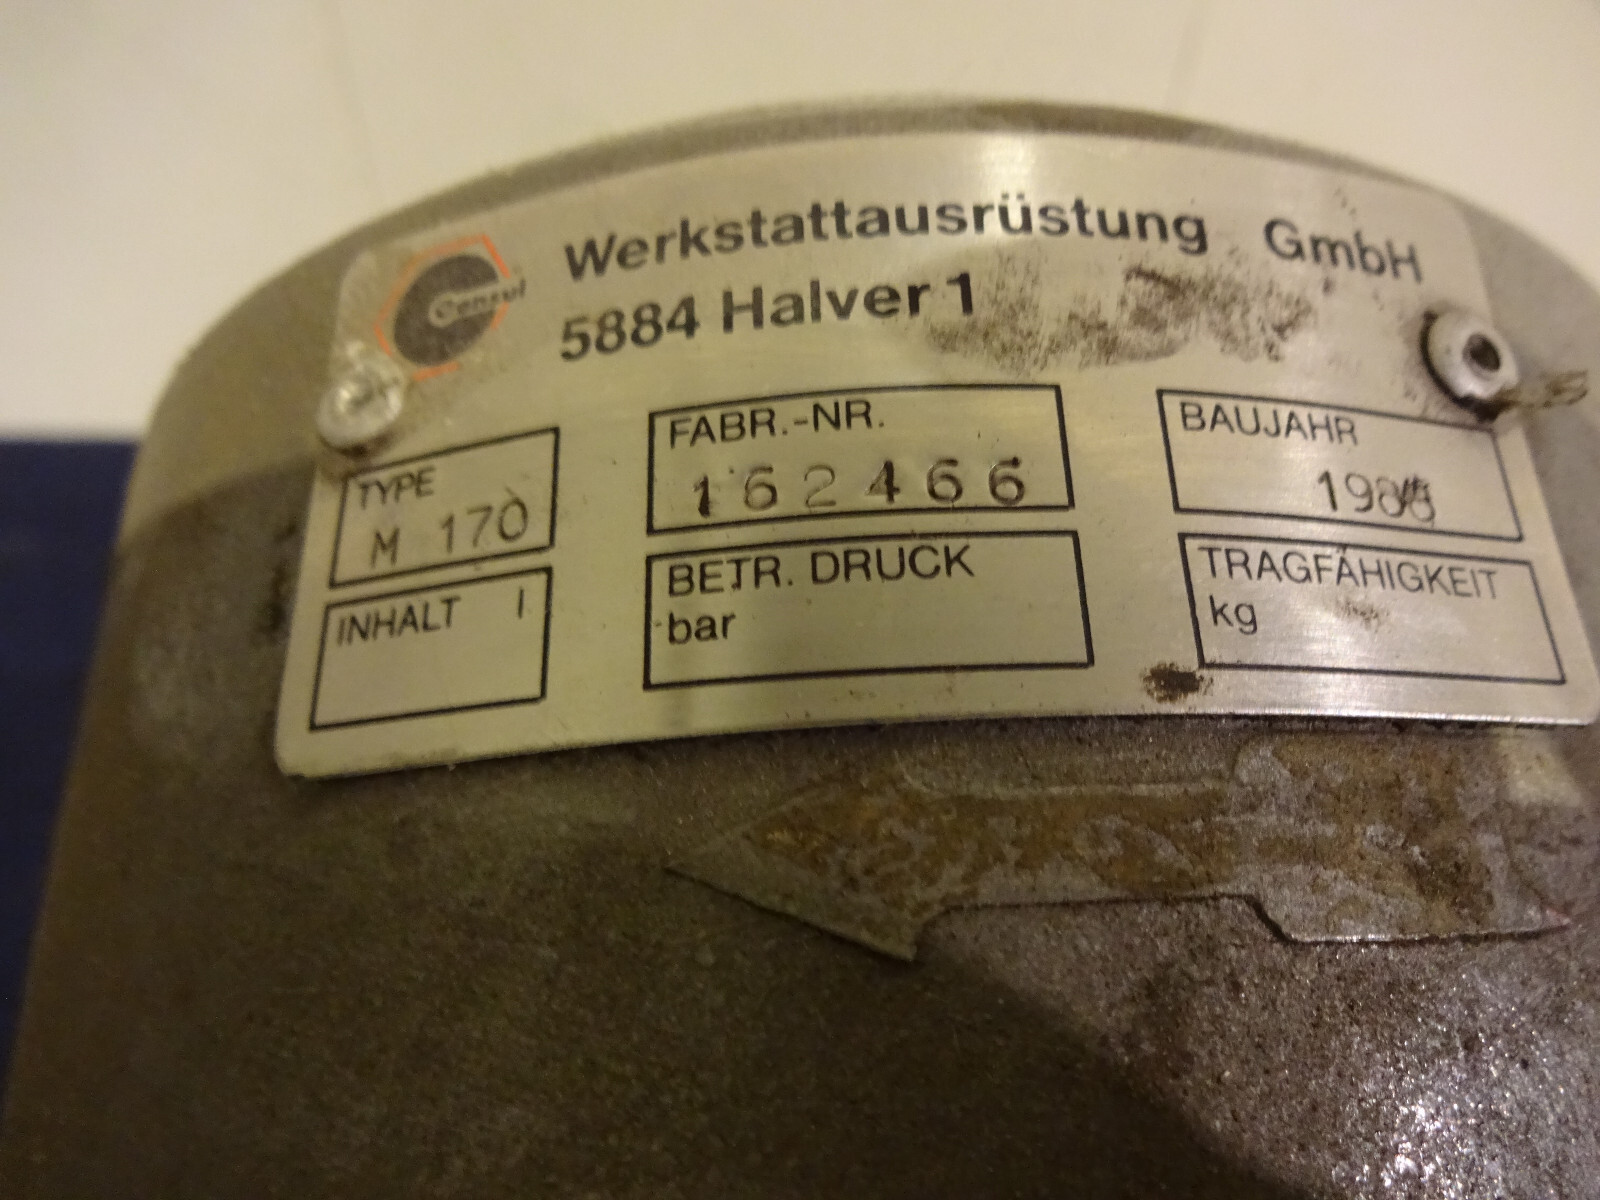 Consul
Werkstattausrüstung GmbH
5884 Halver 1
TYPE
M 170
FABR.-NR.
162466
BAUJAHR
INHALT l
BETR. DRUCK
bar
TRAGFÄHIGKEIT
kg